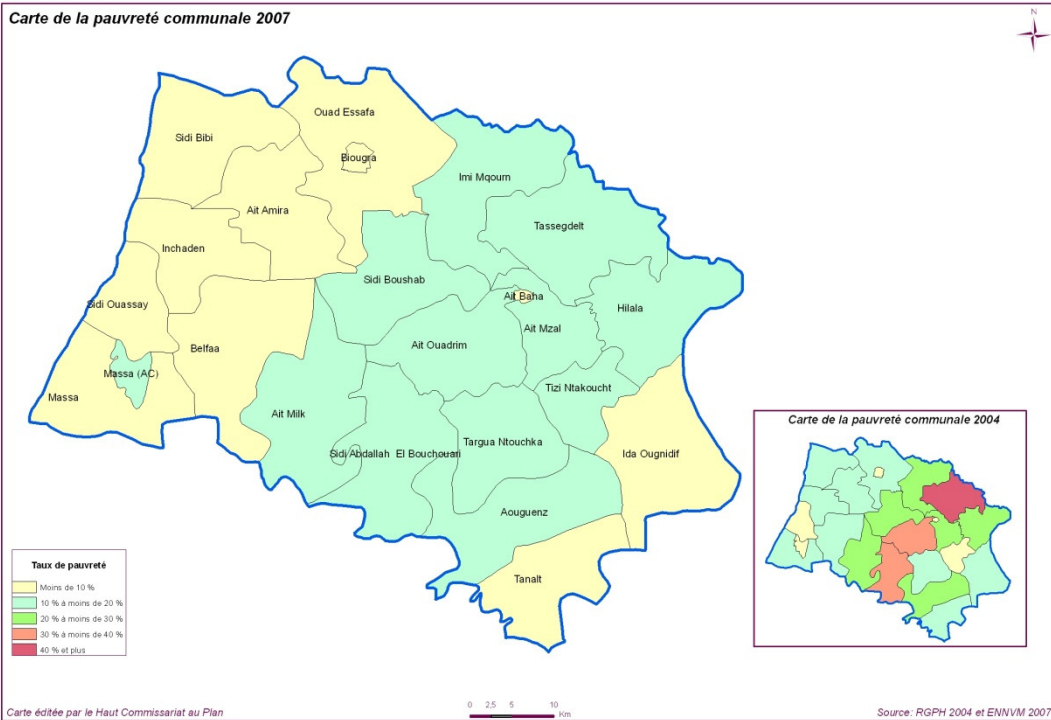 Carte de la pauvreté communale 2007
N
Ouad Essafa
Sidi Bibi
Biougra
Imi Mqourn
Ait Amira
Tassegdelt
Inchaden
Sidi Boushab
Sidi Ouassay
Ait Baha
Hilala
Ait Mzal
Belfaa
Ait Ouadrim
Massa (AC)
Tizi Ntakoucht
Massa
Ait Milk
Carte de la pauvreté communale 2004
Targua Ntouchka
Sidi Abdallah El Bouchouari
Ida Ougnidif
Aouguenz
Tanalt
Taux de pauvreté
Moins de 10 %
10 % à moins de 20 %
20 % à moins de 30 %
30 % à moins de 40 %
40 % et plus
0 2,5 5 10
Km
Carte éditée par le Haut Commissariat au Plan
Source: RGPH 2004 et ENNVM 2007